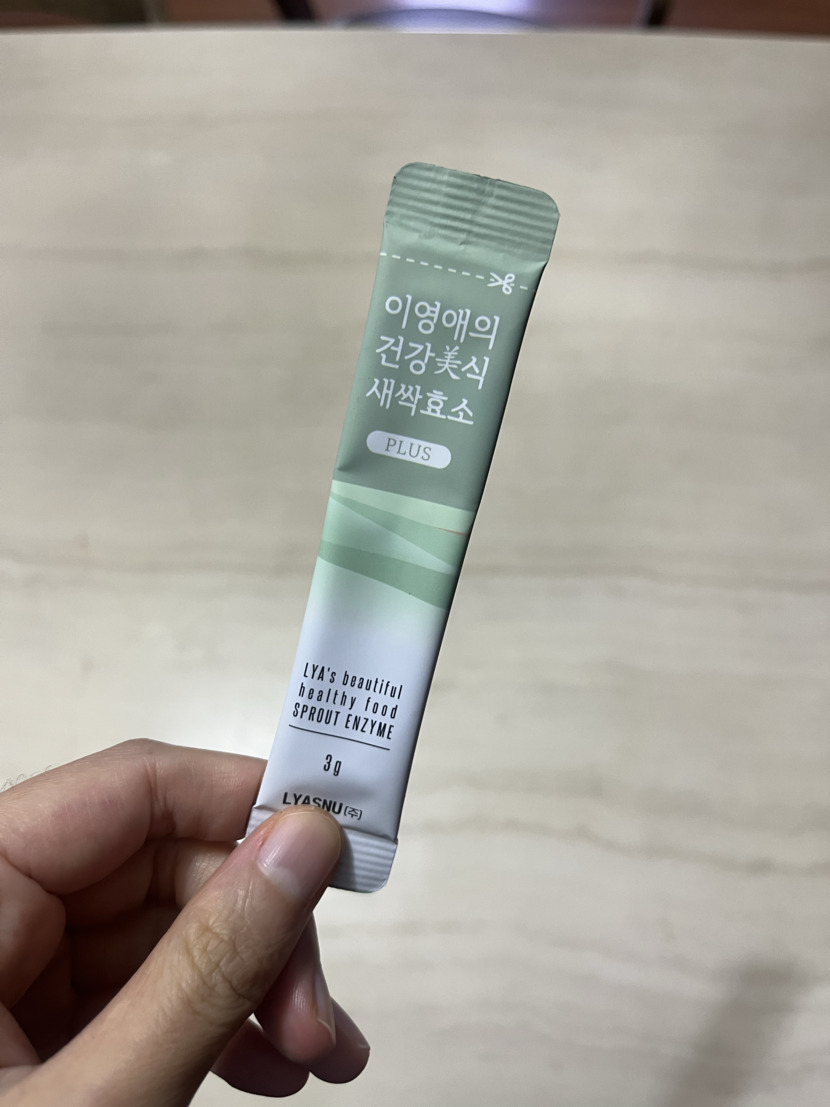 이영애의
건강美식
새싹효소
PLUS
LYA's beautiful
healthy food
SPROUT ENZYME
3g
LYASNU(주)